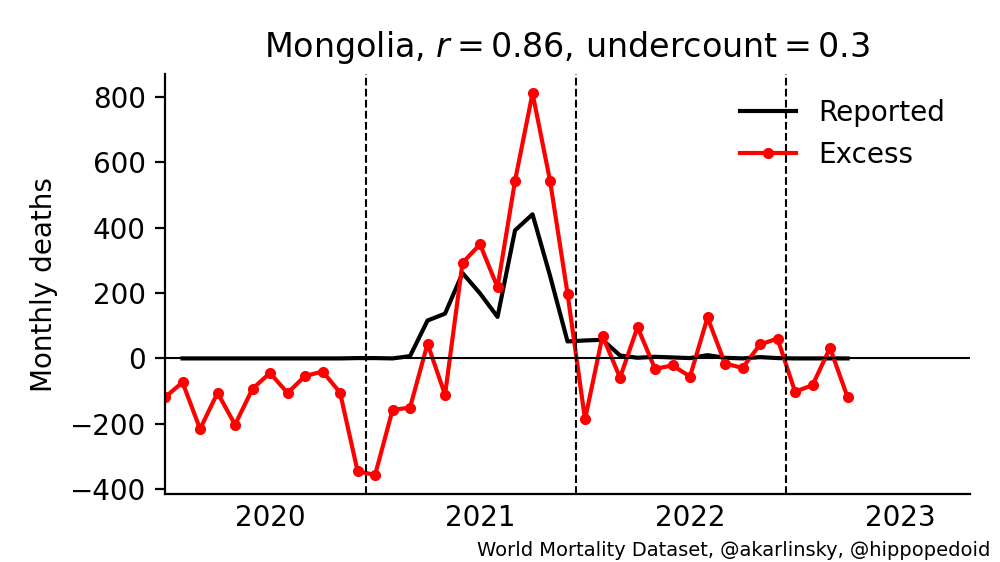 Mongolia, r = 0.86, undercount = 0.3
Monthly deaths
800
600
400
200
0
−200
−400
Reported
Excess
2020 2021 2022 2023
World Mortality Dataset, @akarlinsky, @hippopedoid